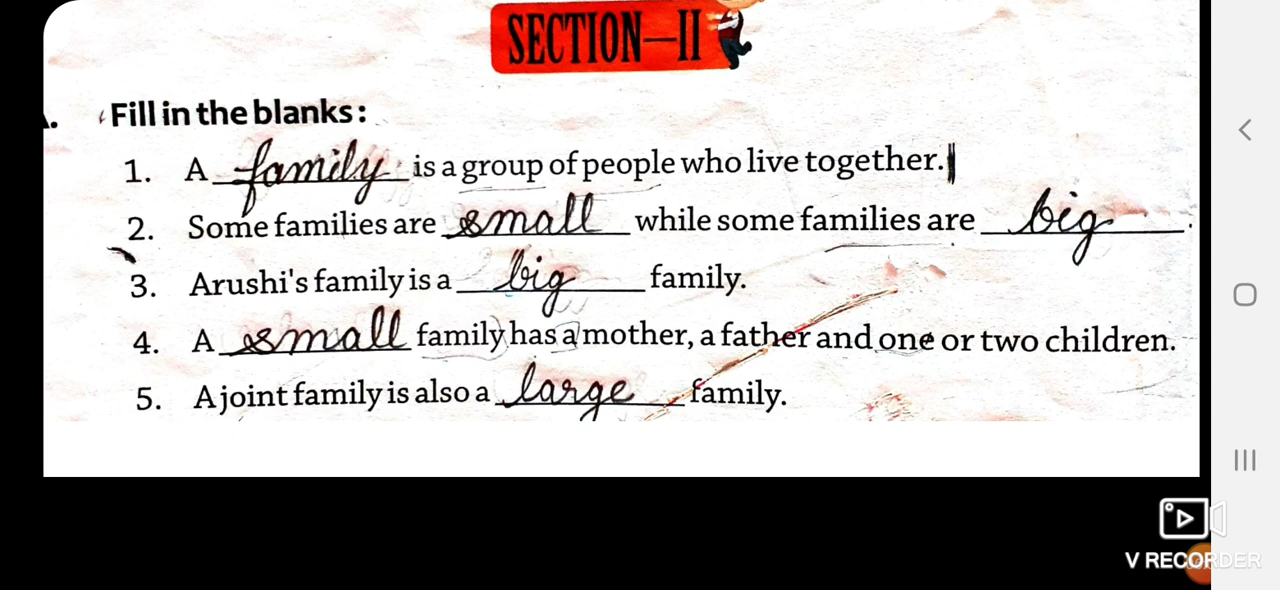 SECTION—II
. Fill in the blanks:
1. A family is a group of people who live together.
2. Some families are small while some families are big.
3. Arushi's family is a big family.
4. A small family has a mother, a father and one or two children.
5. A joint family is also a large family.
V RECORDER